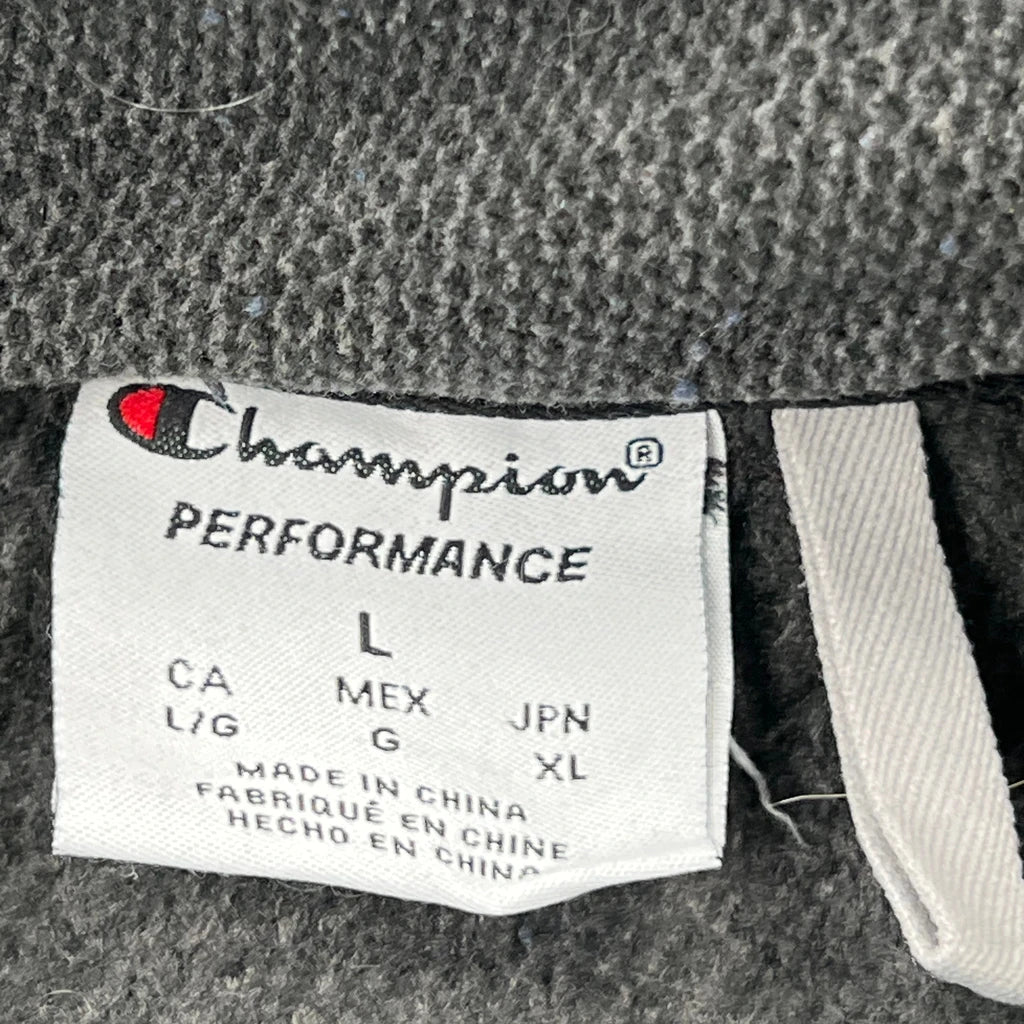 Champion®
PERFORMANCE
L
CA MEX JPN
L/G G XL
MADE IN CHINA
FABRIQUÉ EN CHINE
HECHO EN CHINA